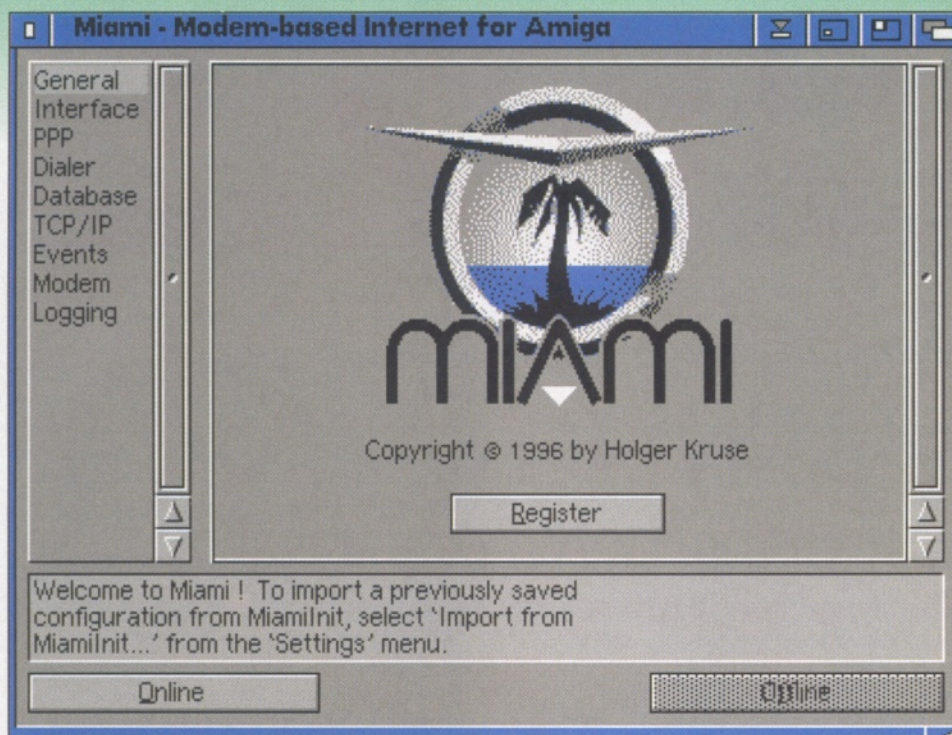 Miami - Modem-based Internet for Amiga
General
Interface
PPP
Dialer
Database
TCP/IP
Events
Modem
Logging
MIAMI
Copyright © 1996 by Holger Kruse
Register
Welcome to Miami ! To import a previously saved
configuration from MiamiInit, select `Import from
MiamiInit...' from the `Settings' menu.
Online
Offline